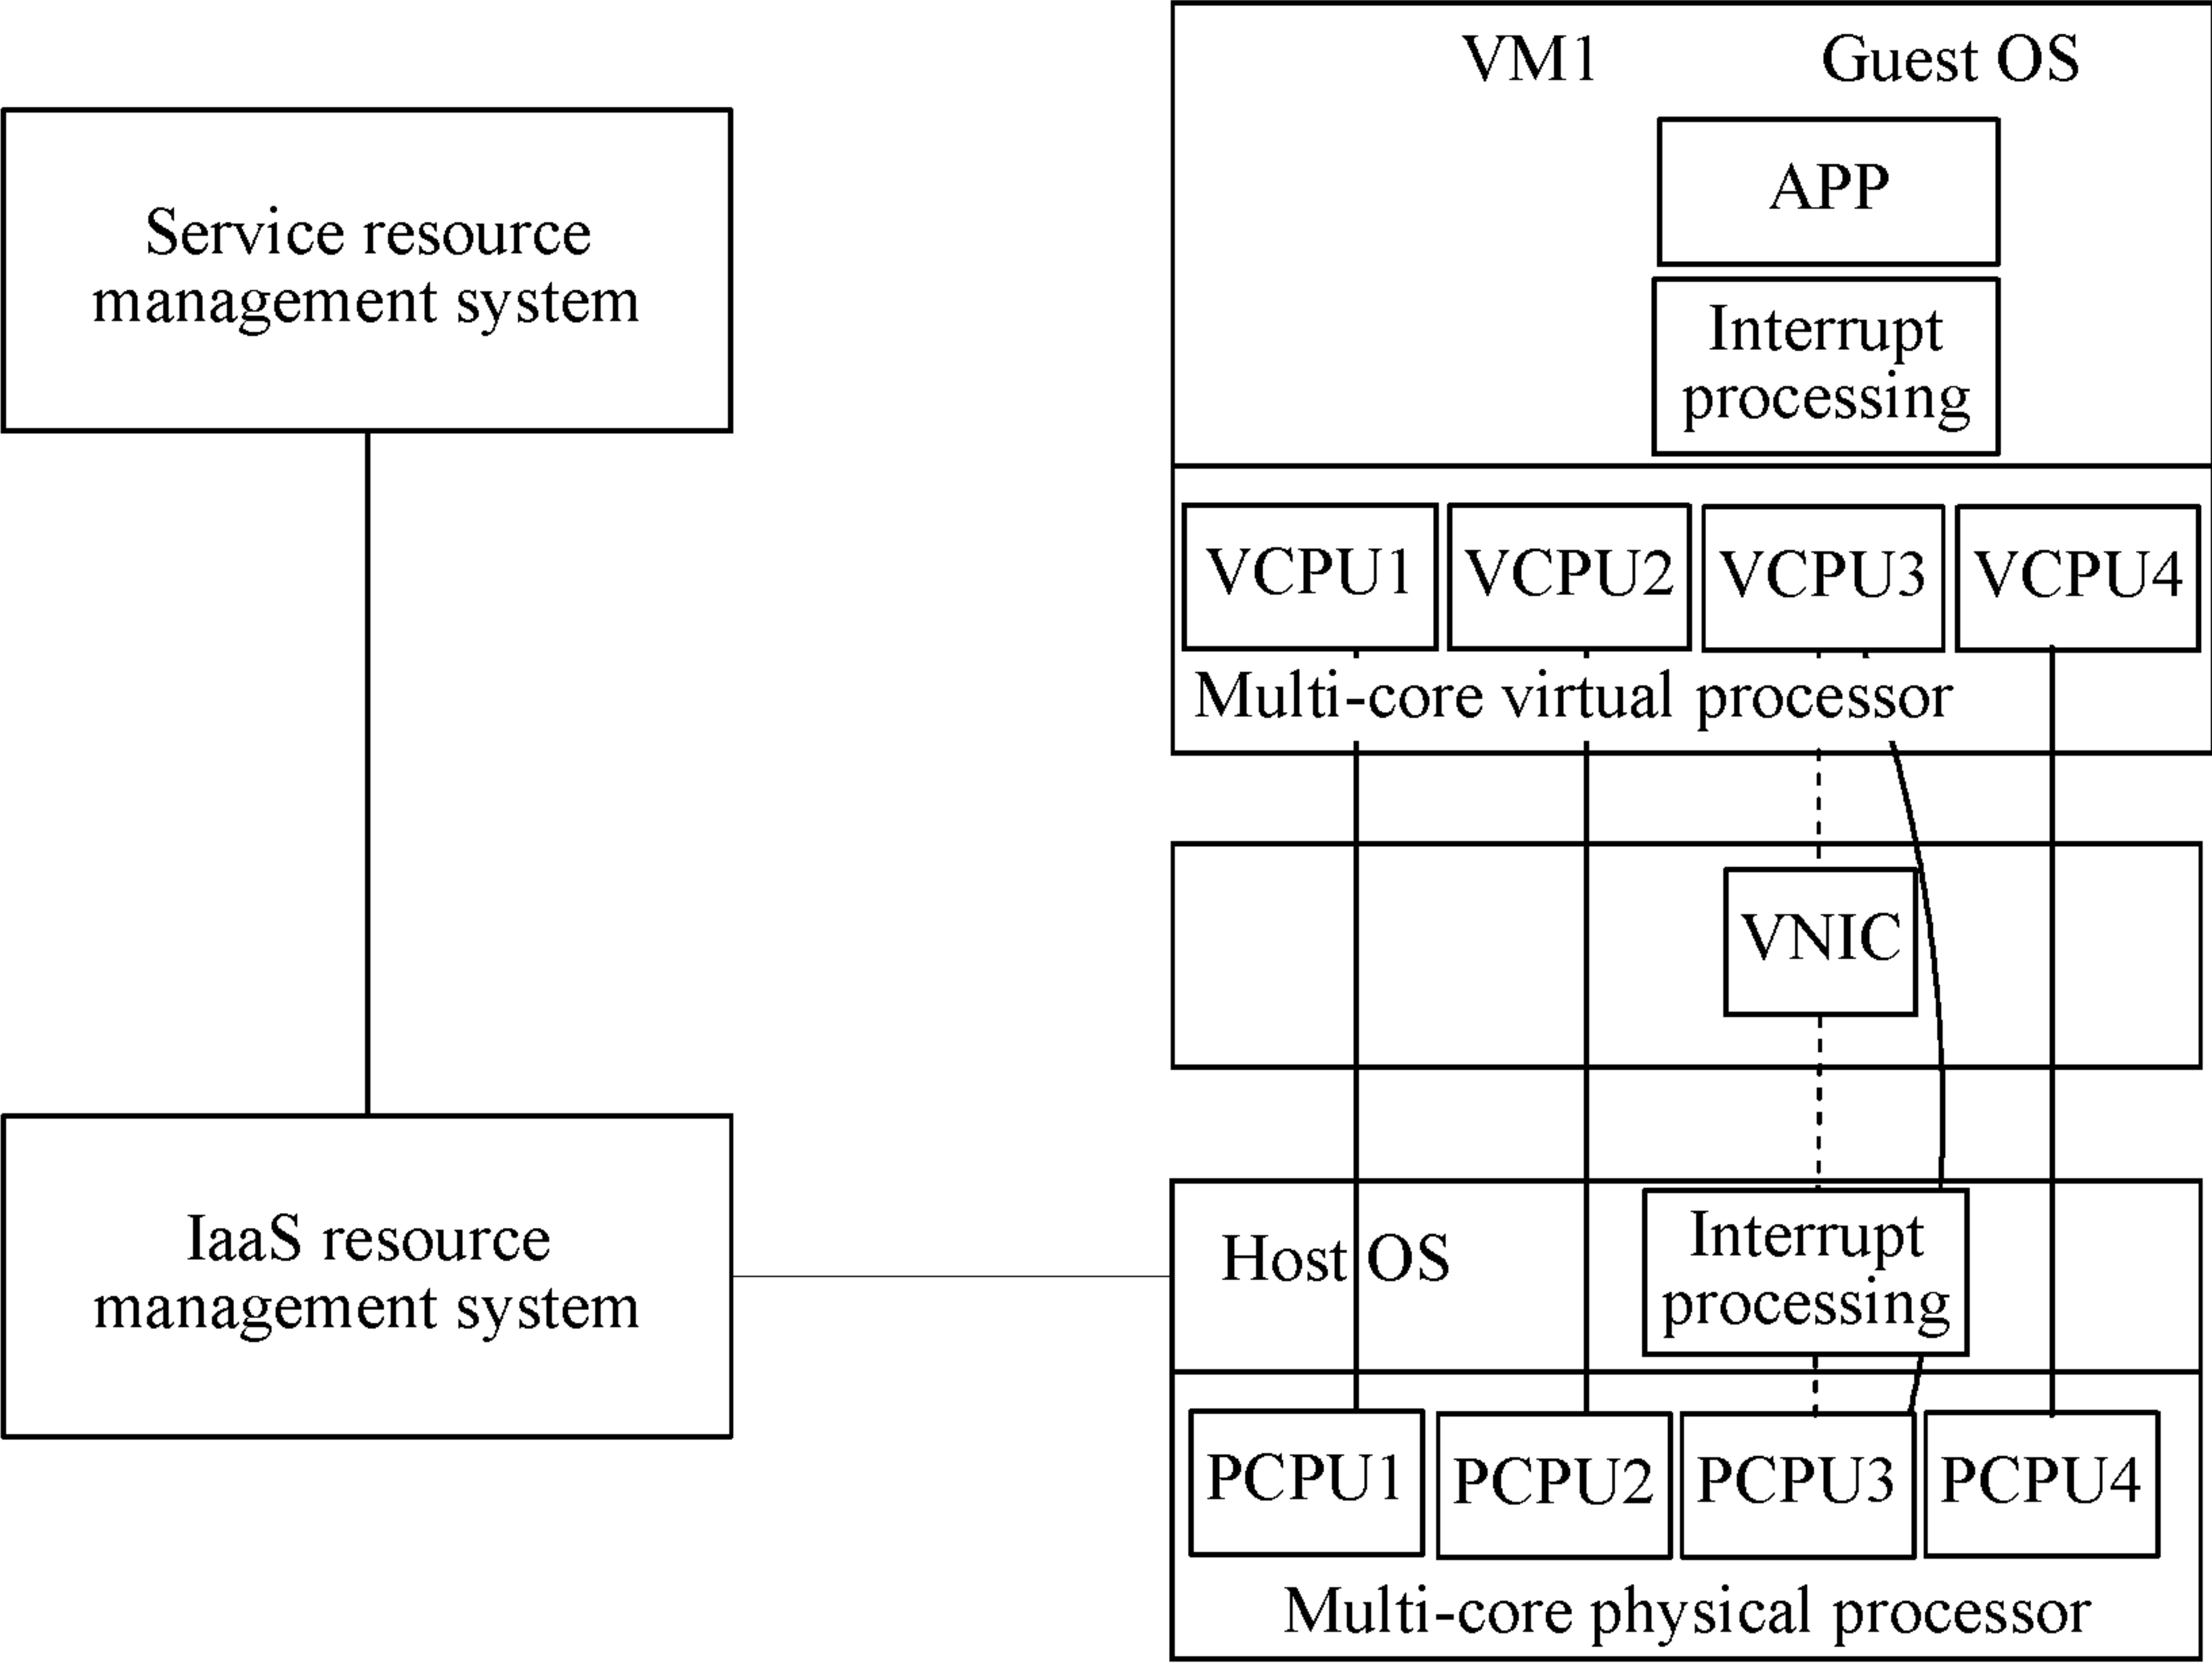 VM1 Guest OS
APP
Interrupt
processing
Service resource
management system
VCPU1 VCPU2 VCPU3 VCPU4
Multi-core virtual processor
VNIC
IaaS resource
management system
Host OS
Interrupt
processing
PCPU1 PCPU2 PCPU3 PCPU4
Multi-core physical processor